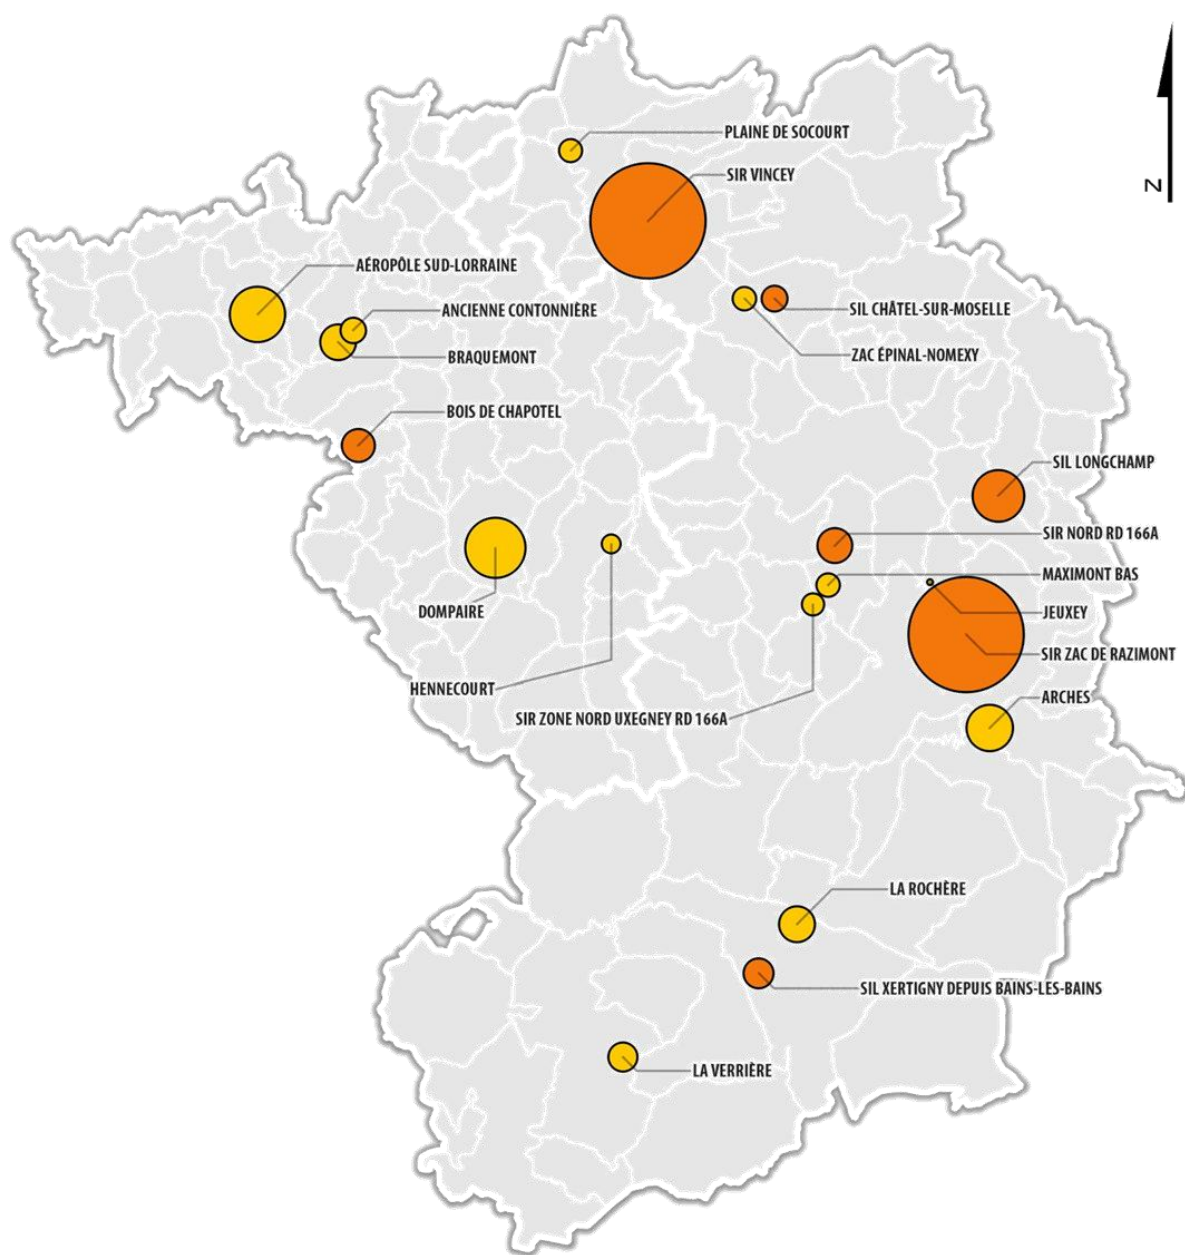 PLAINE DE SOCOURT
SIR VINCEY
AÉROPÔLE SUD-LORRAINE
ANCIENNE CONTONNIÈRE
SIL CHÂTEL-SUR-MOSELLE
BRAQUEMONT
ZAC ÉPINAL-NOMEXY
BOIS DE CHAPOTEL
SIL LONGCHAMP
SIR NORD RD 166A
MAXIMONT BAS
DOMPAIRE
JEUXEY
SIR ZAC DE RAZIMONT
HENNECOURT
ARCHES
SIR ZONE NORD UXEGNEY RD 166A
LA ROCHÈRE
SIL XERTIGNY DEPUIS BAINS-LES-BAINS
LA VERRIÈRE
N